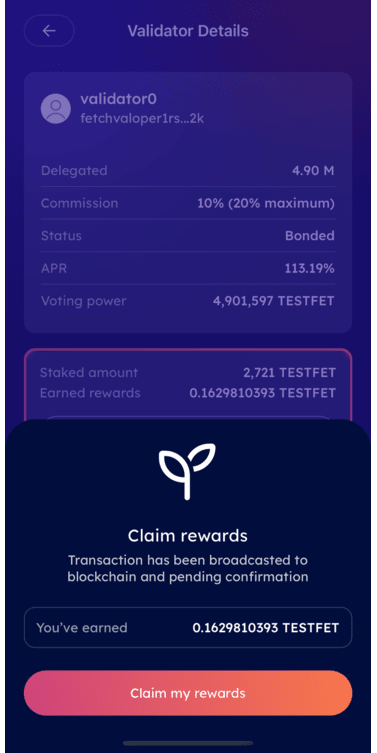 Validator Details
validator0
fetchvaloper1rs...2k
Delegated 4.90 M
Commission 10% (20% maximum)
Status Bonded
APR 113.19%
Voting power 4,901,597 TESTFET
Staked amount 2,721 TESTFET
Earned rewards 0.1629810393 TESTFET
Claim rewards
Transaction has been broadcasted to
blockchain and pending confirmation
You've earned 0.1629810393 TESTFET
Claim my rewards